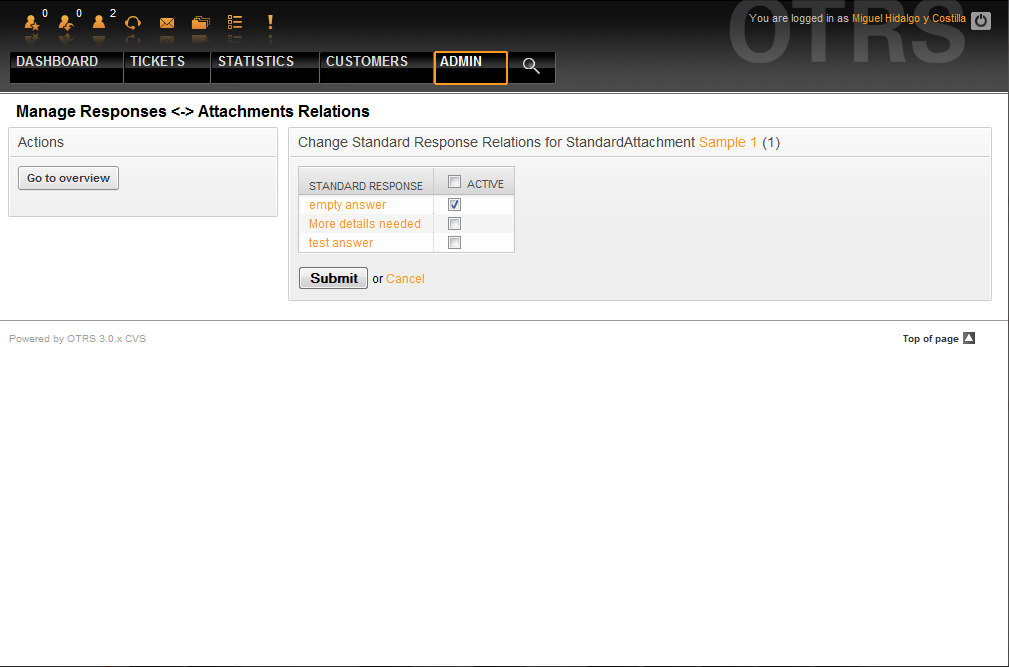 0 0 2
You are logged in as Miguel Hidalgo y Costilla
OTRS
DASHBOARD TICKETS STATISTICS CUSTOMERS ADMIN
Manage Responses <-> Attachments Relations
Actions
Go to overview
Change Standard Response Relations for StandardAttachment Sample 1 (1)
STANDARD RESPONSE ACTIVE
empty answer
More details needed
test answer
Submit or Cancel
Powered by OTRS 3.0.x CVS
Top of page